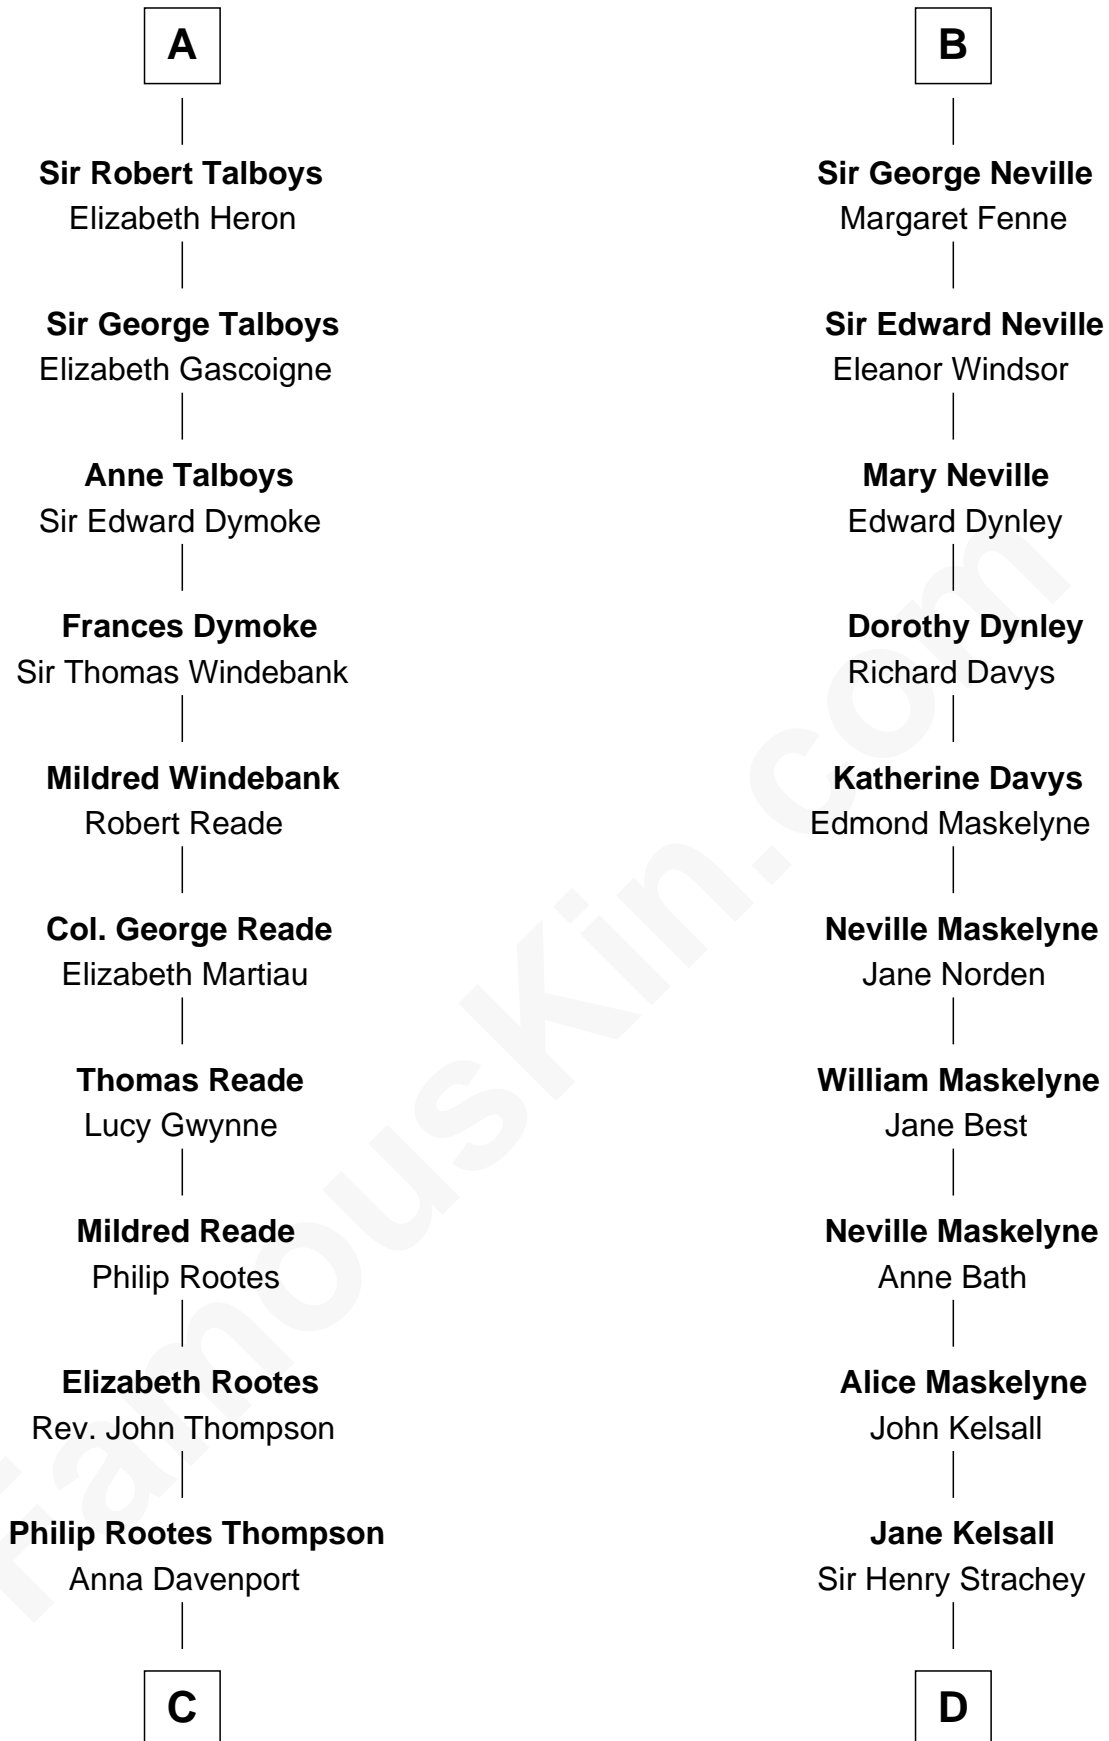 A
Sir Robert Talboys
Elizabeth Heron
Sir George Talboys
Elizabeth Gascoigne
Anne Talboys
Sir Edward Dymoke
Frances Dymoke
Sir Thomas Windebank
Mildred Windebank
Robert Reade
Col. George Reade
Elizabeth Martiau
Thomas Reade
Lucy Gwynne
Mildred Reade
Philip Rootes
Elizabeth Rootes
Rev. John Thompson
Philip Rootes Thompson
Anna Davenport
C
B
Sir George Neville
Margaret Fenne
Sir Edward Neville
Eleanor Windsor
Mary Neville
Edward Dynley
Dorothy Dynley
Richard Davys
Katherine Davys
Edmond Maskelyne
Neville Maskelyne
Jane Norden
William Maskelyne
Jane Best
Neville Maskelyne
Anne Bath
Alice Maskelyne
John Kelsall
Jane Kelsall
Sir Henry Strachey
D
FamousKin.com